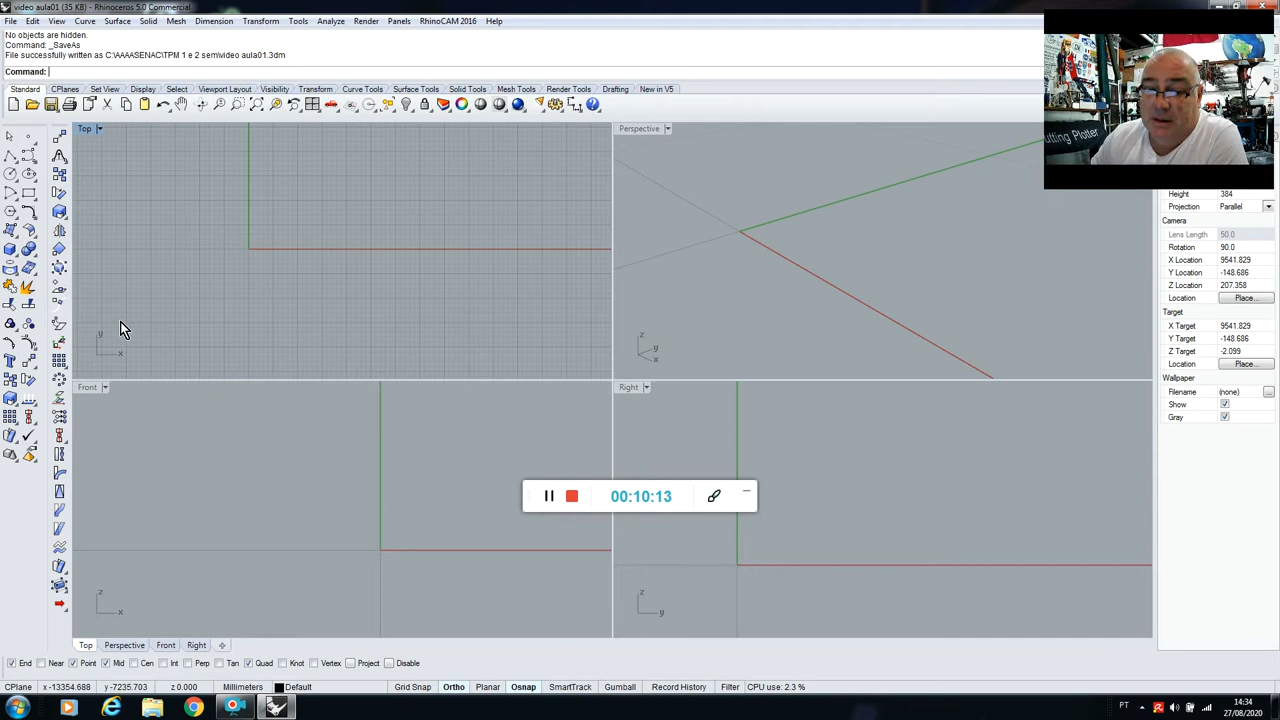 video aula01 (35 KB) - Rhinoceros 5.0 Commercial
File Edit View Curve Surface Solid Mesh Dimension Transform Tools Analyze Render Panels RhinoCAM 2016 Help
No objects are hidden.
Command: _SaveAs
File successfully written as C:\AAAASENAC\TPM 1 e 2 sem\video aula01.3dm
Command:
Standard CPlanes Set View Display Select Viewport Layout Visibility Transform Curve Tools Surface Tools Solid Tools Mesh Tools Render Tools Drafting New in V5
Top
Perspective
utting Plotter
Height 384
Projection Parallel
Camera
Lens Length 50.0
Rotation 90.0
X Location 9541.829
Y Location -148.686
Z Location 207.358
Location Place...
Target
X Target 9541.829
Y Target -148.686
Z Target -2.099
Location Place...
Wallpaper
Filename (none) ...
Show
Gray
y
x
z
y
x
Front
Right
00:10:13
z
x
z
y
Top Perspective Front Right
End Near Point Mid Cen Int Perp Tan Quad Knot Vertex Project Disable
CPlane x -13354.688 y -7235.703 z 0.000 Millimeters Default Grid Snap Ortho Planar Osnap SmartTrack Gumball Record History Filter CPU use: 2.3 %
PT 14:34
27/08/2020